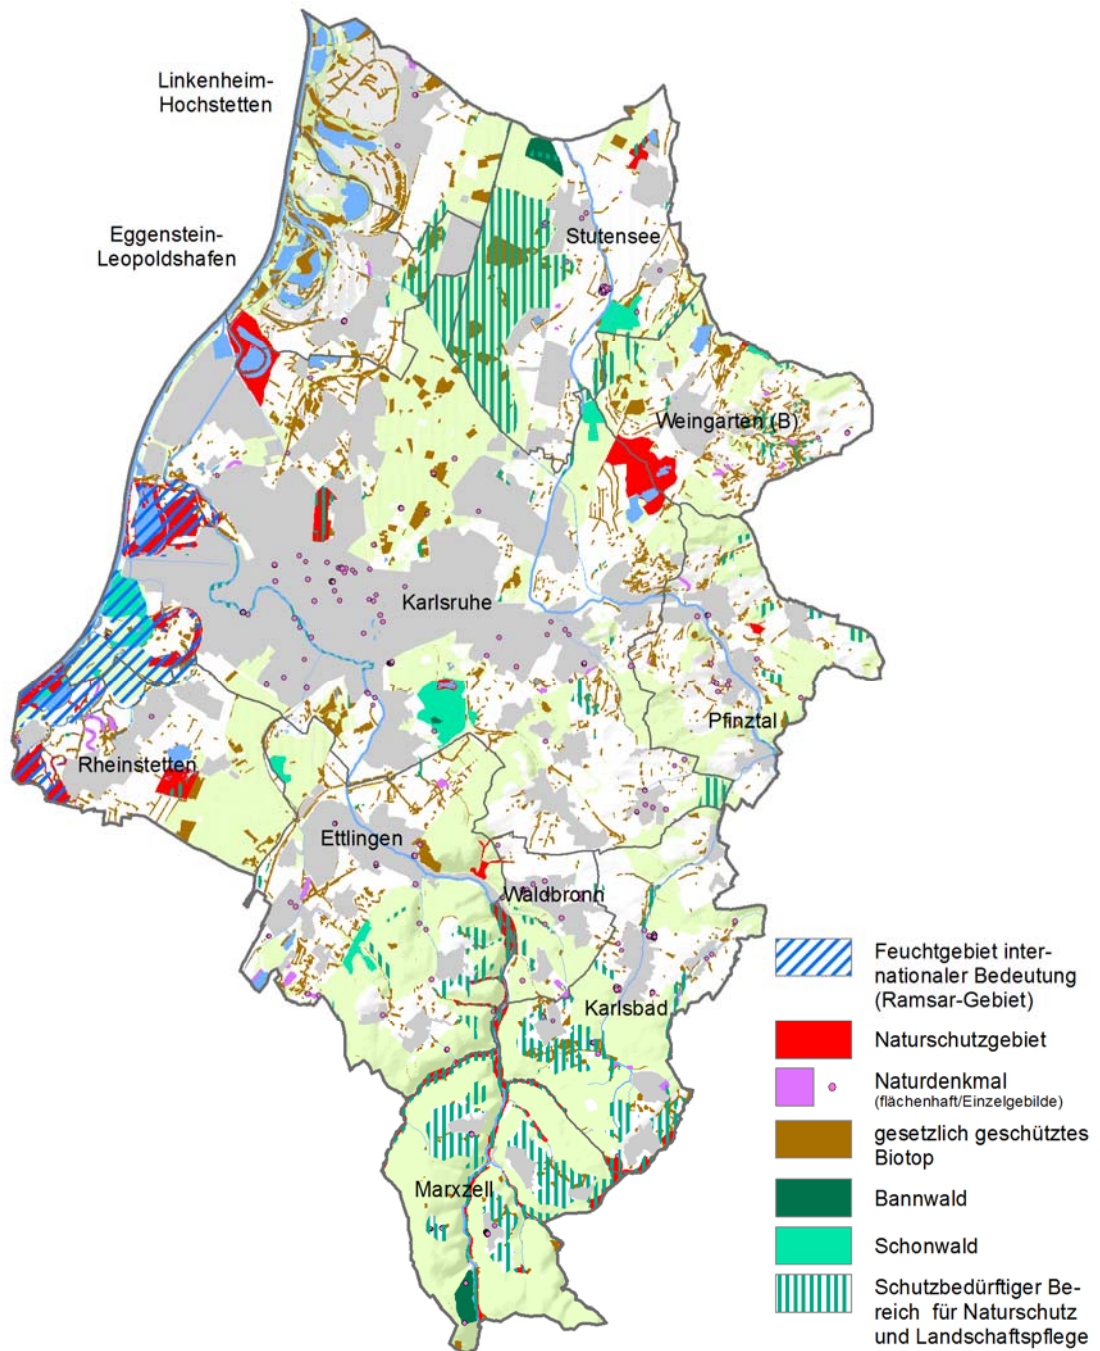 Linkenheim-
Hochstetten
Eggenstein-
Leopoldshafen
Stutensee
Weingarten (B)
Karlsruhe
Pfinztal
Rheinstetten
Ettlingen
Waldbronn
Karlsbad
Marxzell
Feuchtgebiet inter-
nationaler Bedeutung
(Ramsar-Gebiet)
Naturschutzgebiet
Naturdenkmal
(flächenhaft/Einzelgebilde)
gesetzlich geschütztes
Biotop
Bannwald
Schonwald
Schutzbedürftiger Be-
reich für Naturschutz
und Landschaftspflege